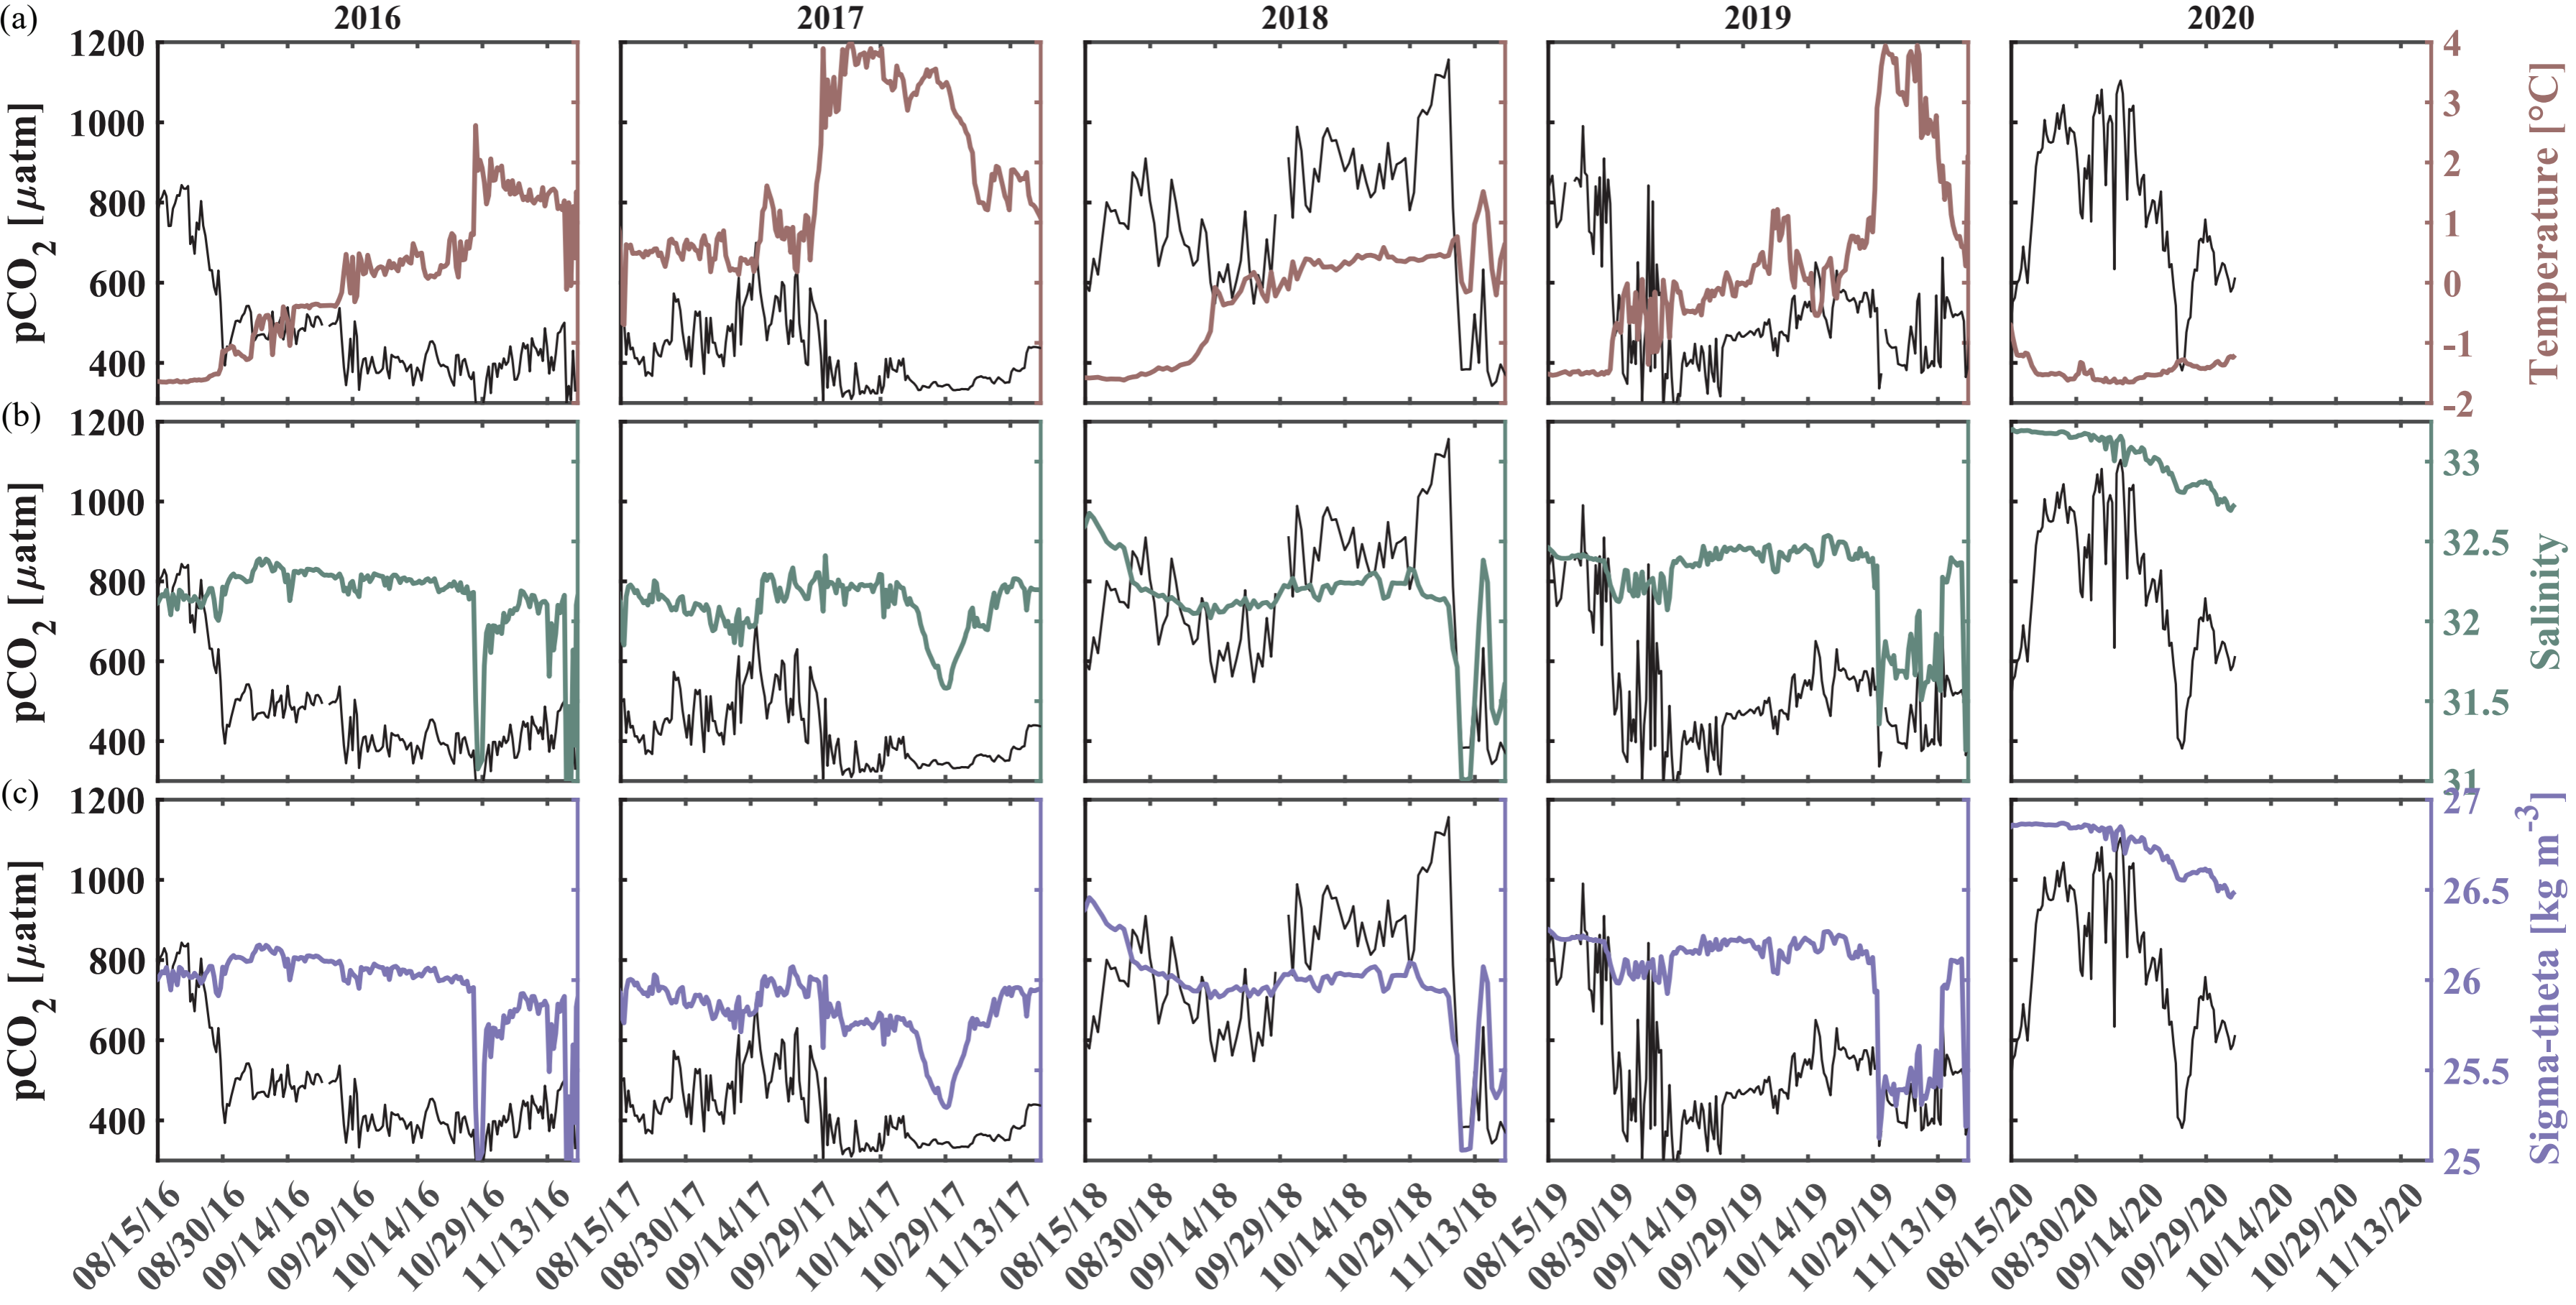 (a) 2016 2017 2018 2019 2020
1200 1000 800 600 400
pCO2 [µatm]
4 3 2 1 0 -1 -2
Temperature [°C]
(b)
1200 1000 800 600 400
pCO2 [µatm]
33 32.5 32 31.5 31
Salinity
(c)
1200 1000 800 600 400
pCO2 [µatm]
27 26.5 26 25.5 25
Sigma-theta [kg m-3]
08/15/16 08/30/16 09/14/16 09/29/16 10/14/16 10/29/16 11/13/16
08/15/17 08/30/17 09/14/17 09/29/17 10/14/17 10/29/17 11/13/17
08/15/18 08/30/18 09/14/18 09/29/18 10/14/18 10/29/18 11/13/18
08/15/19 08/30/19 09/14/19 09/29/19 10/14/19 10/29/19 11/13/19
08/15/20 08/30/20 09/14/20 09/29/20 10/14/20 10/29/20 11/13/20